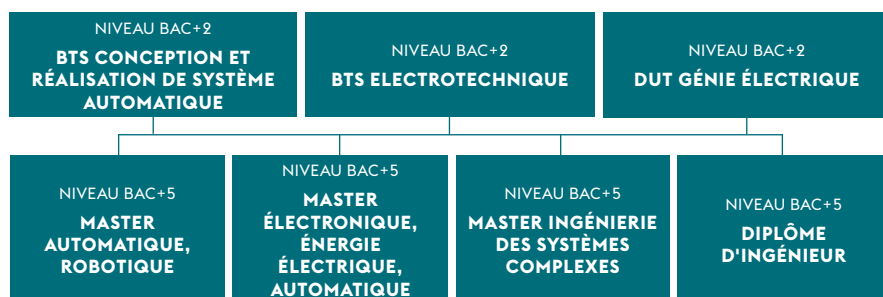 NIVEAU BAC+2
BTS CONCEPTION ET
RÉALISATION DE SYSTÈME
AUTOMATIQUE
NIVEAU BAC+2
BTS ELECTROTECHNIQUE
NIVEAU BAC+2
DUT GÉNIE ÉLECTRIQUE
NIVEAU BAC+5
MASTER
AUTOMATIQUE,
ROBOTIQUE
NIVEAU BAC+5
MASTER
ÉLECTRONIQUE,
ÉNERGIE
ÉLECTRIQUE,
AUTOMATIQUE
NIVEAU BAC+5
MASTER INGÉNIERIE
DES SYSTÈMES
COMPLEXES
NIVEAU BAC+5
DIPLÔME
D'INGÉNIEUR